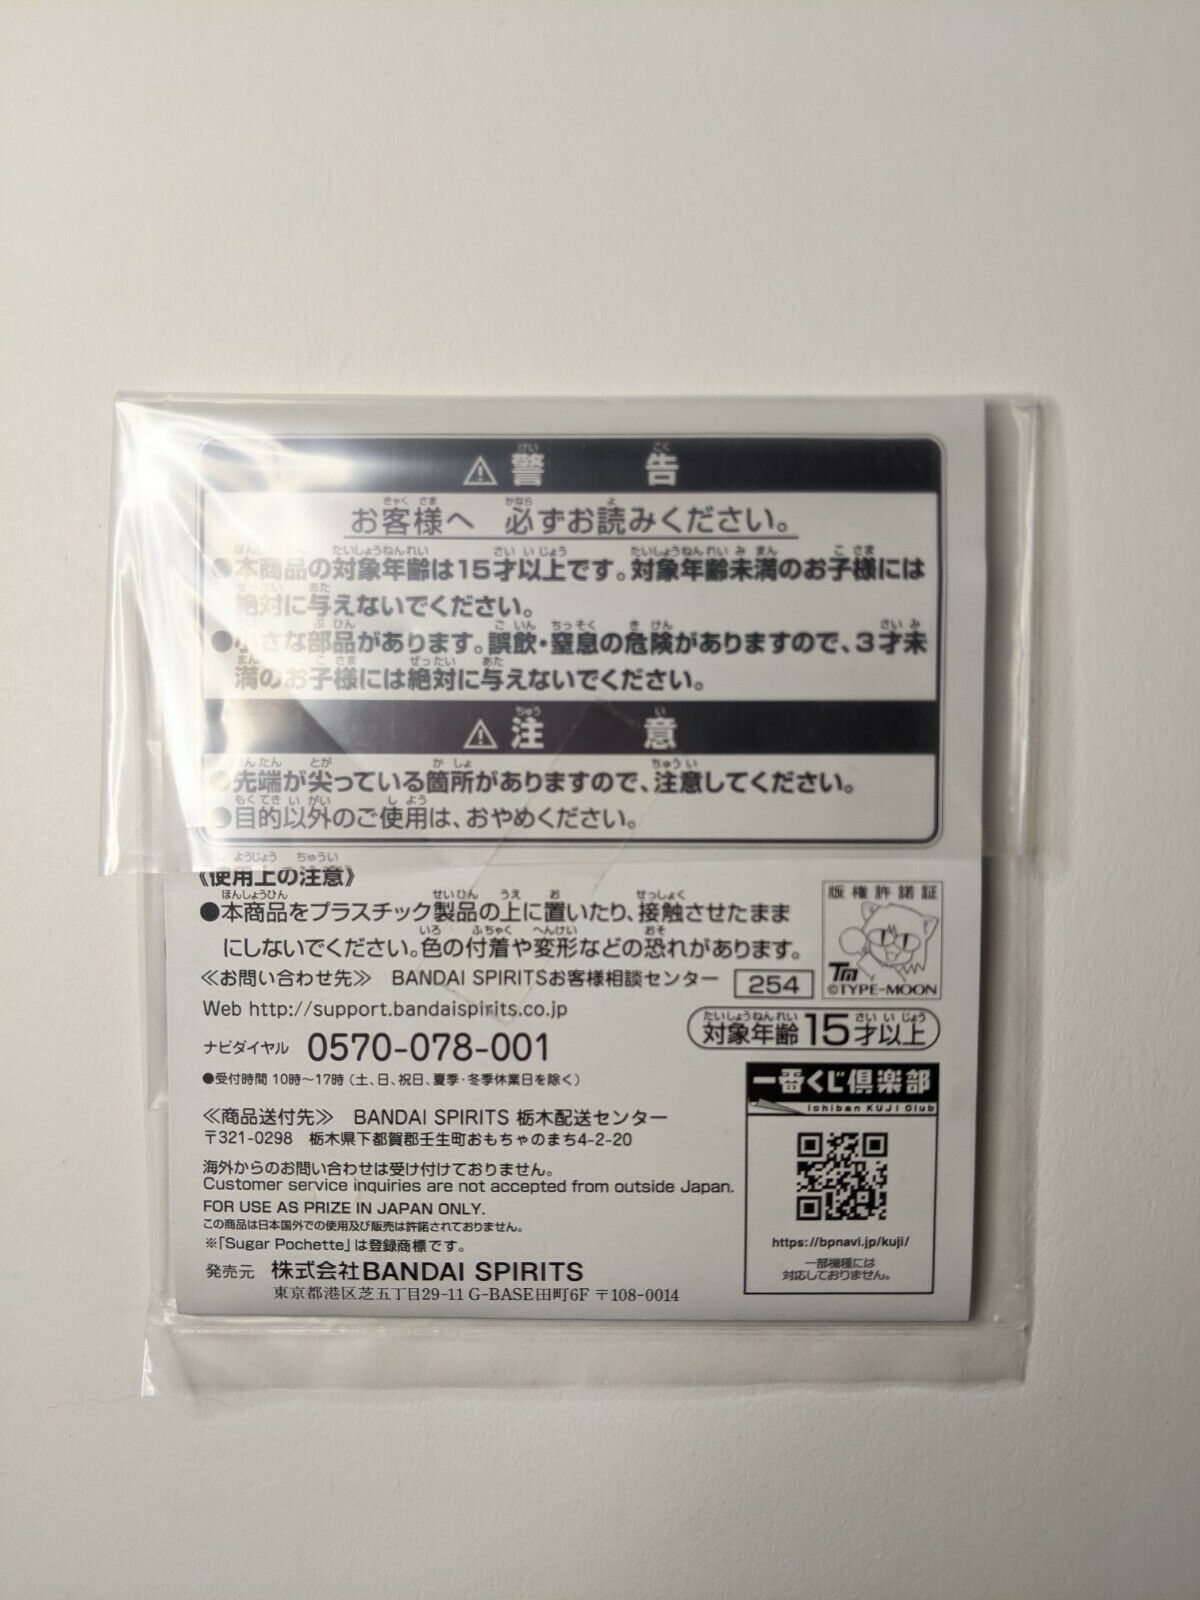 ⚠警告
お客様へ 必ずお読みください。
●本商品の対象年齢は15才以上です。対象年齢未満のお子様には
絶対に与えないでください。
●小さな部品があります。誤飲・窒息の危険がありますので、3才未
満のお子様には絶対に与えないでください。
⚠注意
●先端が尖っている箇所がありますので、注意してください。
●目的以外のご使用は、おやめください。
《使用上の注意》
●本商品をプラスチック製品の上に置いたり、接触させたまま
にしないでください。色の付着や変形などの恐れがあります。
版権許諾証
TM
©TYPE-MOON
≪お問い合わせ先≫ BANDAI SPIRITSお客様相談センター 254
Web http://support.bandaispirits.co.jp
対象年齢15才以上
ナビダイヤル 0570-078-001
●受付時間 10時〜17時(土、日、祝日、夏季・冬季休業日を除く)
≪商品送付先≫ BANDAI SPIRITS 栃木配送センター
〒321-0298 栃木県下都賀郡壬生町おもちゃのまち4-2-20
海外からのお問い合わせは受け付けておりません。
Customer service inquiries are not accepted from outside Japan.
FOR USE AS PRIZE IN JAPAN ONLY.
この商品は日本国外での使用及び販売は許諾されておりません。
※「Sugar Pochette」は登録商標です。
発売元 株式会社BANDAI SPIRITS
東京都港区芝五丁目29-11 G-BASE田町6F 〒108-0014
一番くじ倶楽部
Ichiban KUJI Club
https://bpnavi.jp/kuji/
一部機種には
対応しておりません。